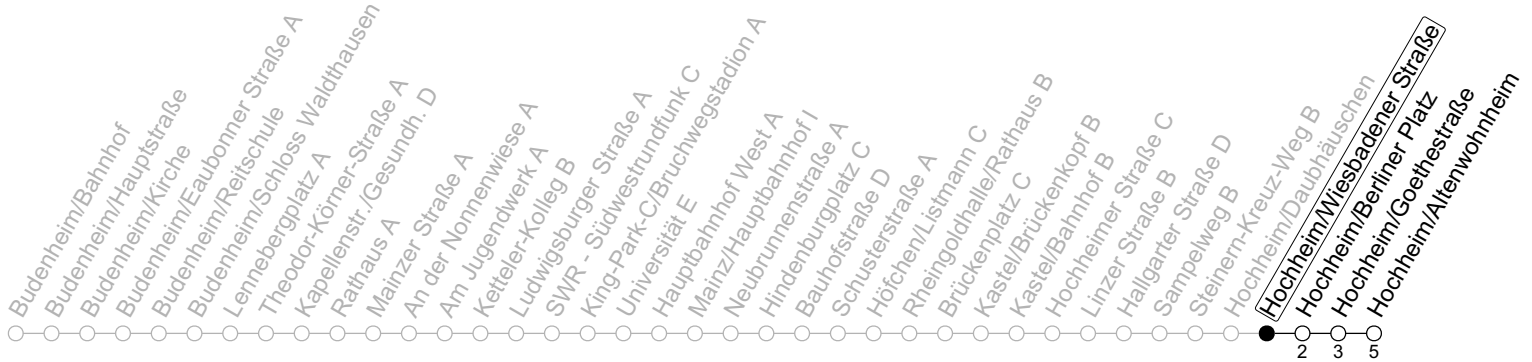 Budenheim/Bahnhof
Budenheim/Hauptstraße
Budenheim/Kirche
Budenheim/Eaubonner Straße A
Budenheim/Reitschule
Budenheim/Schloss Waldthausen
Lennebergplatz A
Theodor-Körner-Straße A
Kapellenstr./Gesundh. D
Rathaus A
Mainzer Straße A
An der Nonnenwiese A
Am Jugendwerk A
Ketteler-Kolleg B
Ludwigsburger Straße A
SWR - Südwestrundfunk C
King-Park-C/Bruchwegstadion A
Universität E
Hauptbahnhof West A
Mainz/Hauptbahnhof I
Neubrunnenstraße A
Hindenburgplatz C
Bauhofstraße D
Schusterstraße A
Höfchen/Listmann C
Rheingoldhalle/Rathaus B
Brückenplatz C
Kastel/Brückenkopf B
Kastel/Bahnhof B
Hochheimer Straße C
Linzer Straße B
Hallgarter Straße D
Sampelweg B
Steinern-Kreuz-Weg B
Hochheim/Daubhäuschen
Hochheim/Wiesbadener Straße
Hochheim/Berliner Platz
Hochheim/Goethestraße
Hochheim/Altenwohnheim
2 3 5